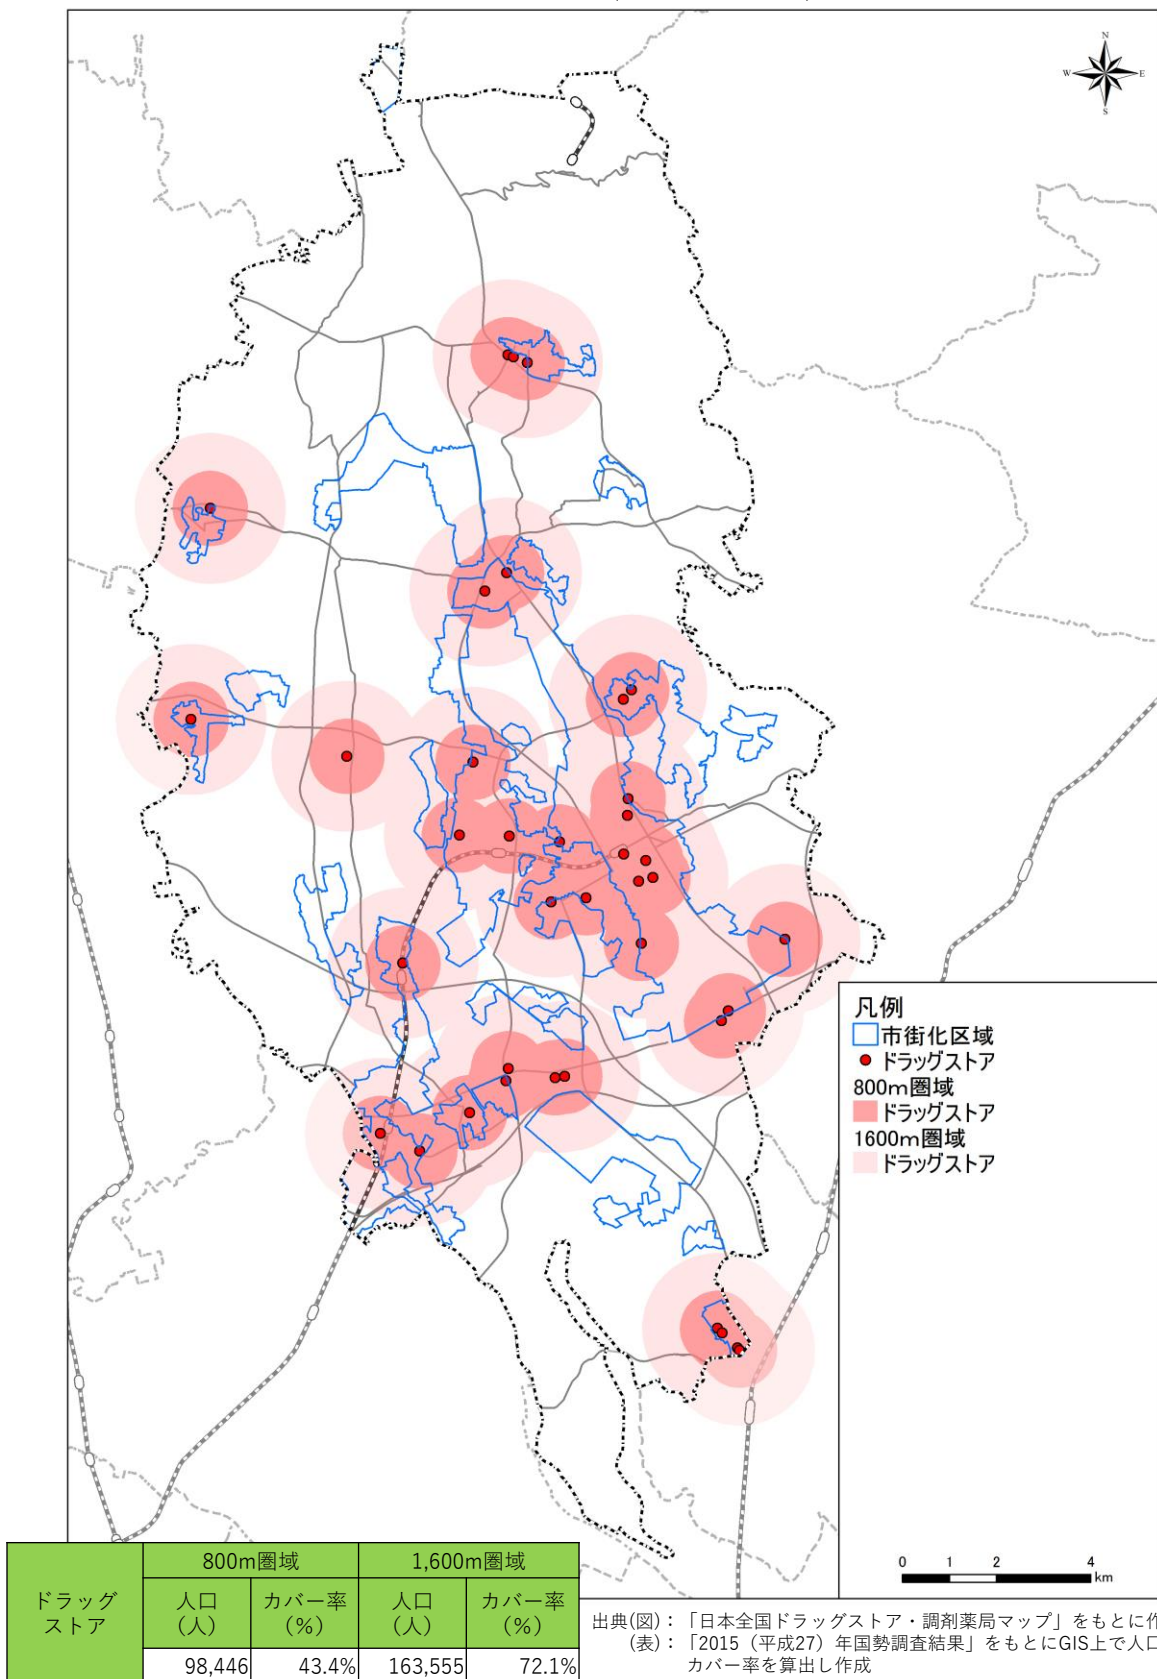 N
W E
S
凡例
市街化区域
ドラッグストア
800m圏域
ドラッグストア
1600m圏域
ドラッグストア
0 1 2 4
km
ドラッグ
ストア
800m圏域 1,600m圏域
人口
(人)
カバー率
(%)
人口
(人)
カバー率
(%)
98,446 43.4% 163,555 72.1%
出典(図)：「日本全国ドラッグストア・調剤薬局マップ」をもとに作
(表)：「2015（平成27）年国勢調査結果」をもとにGIS上で人口
カバー率を算出し作成